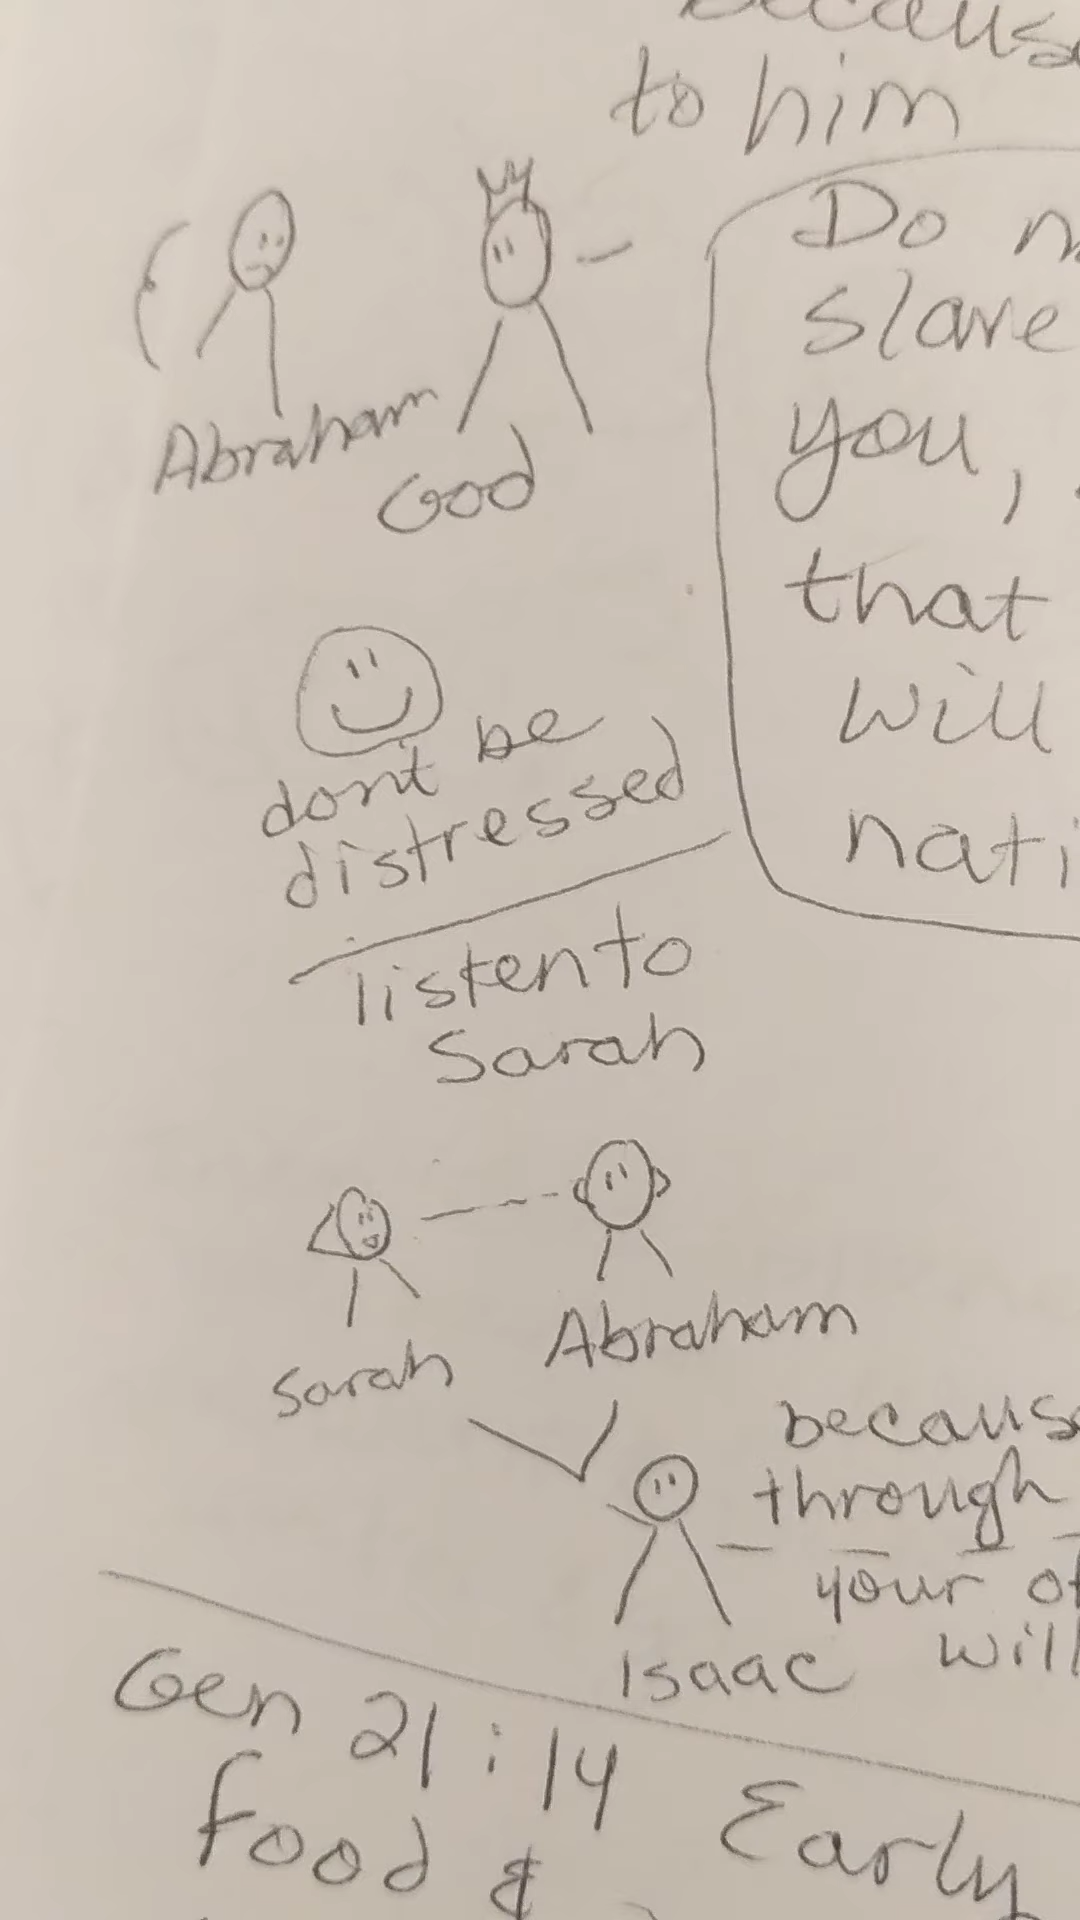 because
to him
Do
slave
you,
that
will
Abraham
God
dont be
distressed
listen to
Sarah
Sarah
Abraham
through
your
will
Isaac
Gen 21:14
Early
food &